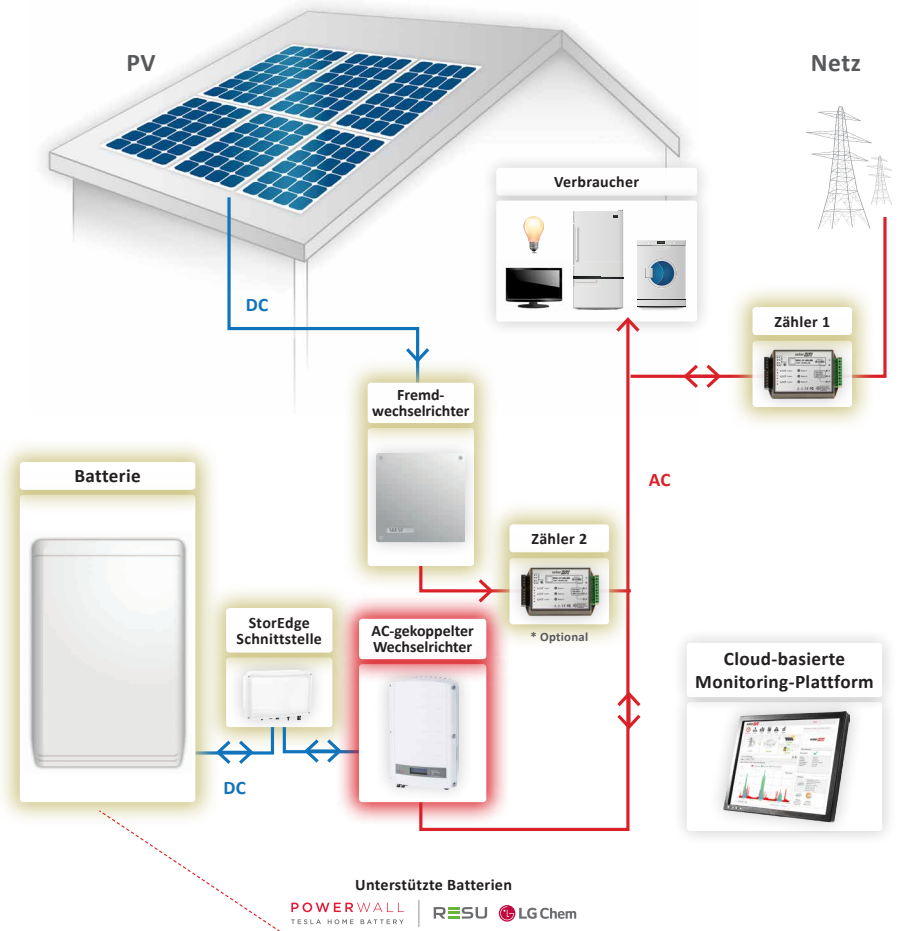 PV
Netz
Verbraucher
DC
Zähler 1
Fremd-
wechselrichter
Batterie
AC
Zähler 2
* Optional
StorEdge
Schnittstelle
AC-gekoppelter
Wechselrichter
Cloud-basierte
Monitoring-Plattform
DC
Unterstützte Batterien
POWERWALL
TESLA HOME BATTERY
RESU
LG Chem